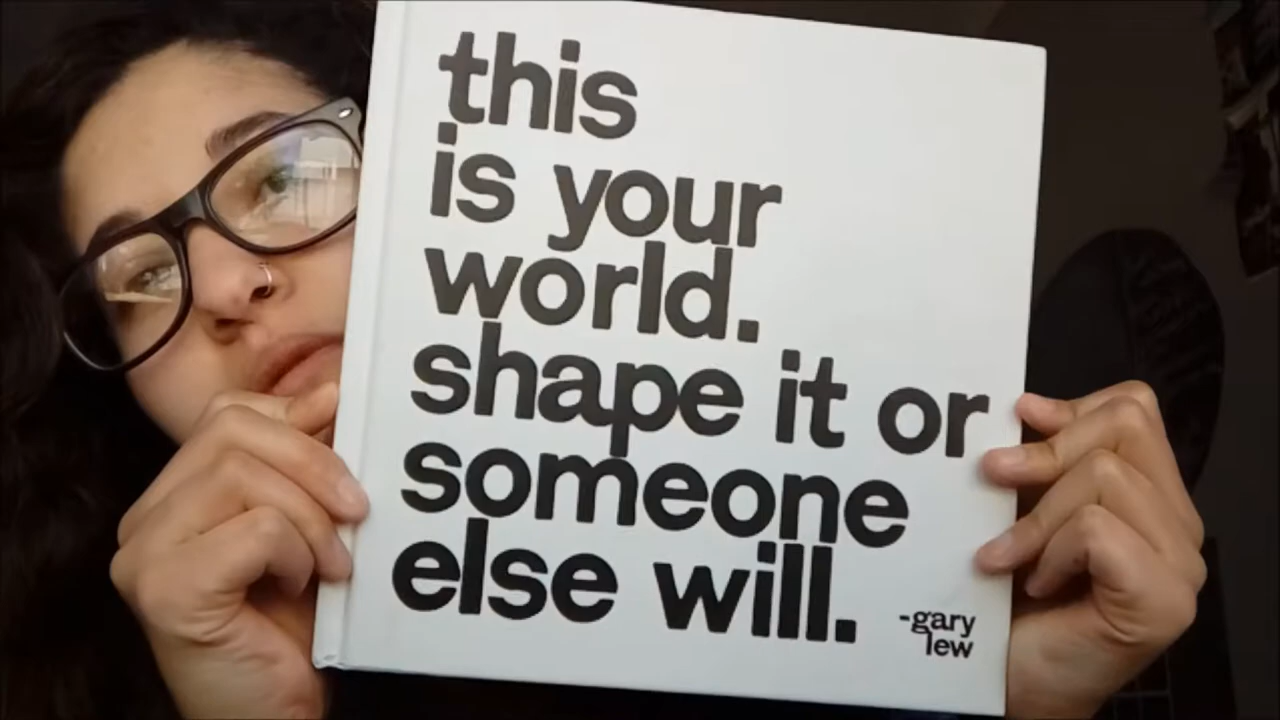 this
is your
world.
shape it or
someone
else will.
-gary
lew